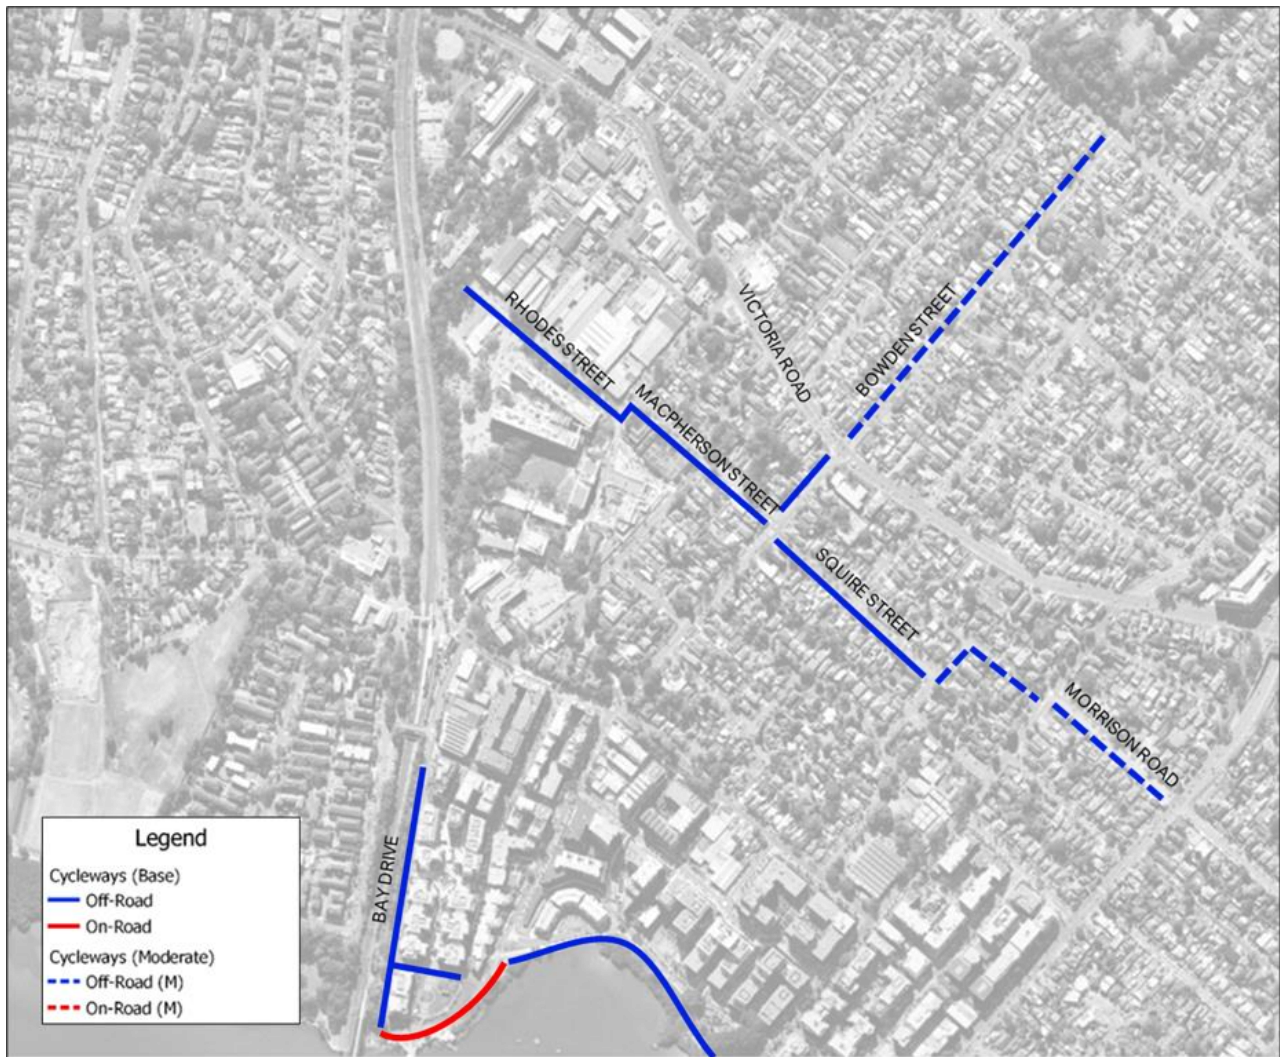 RHODES STREET
MACPHERSON STREET
VICTORIA ROAD
BOWDEN STREET
SQUIRE STREET
MORRISON ROAD
BAY DRIVE
Legend
Cycleways (Base)
Off-Road
On-Road
Cycleways (Moderate)
Off-Road (M)
On-Road (M)